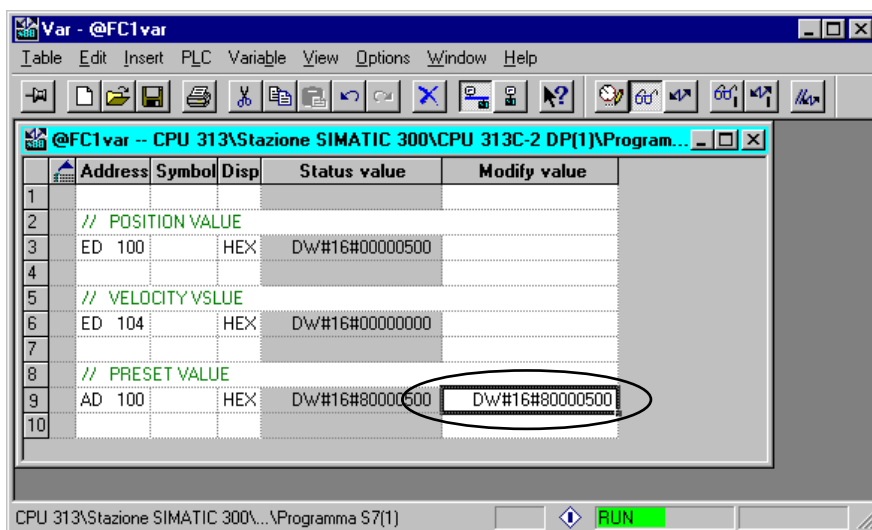 Var - @FC1var
Table Edit Insert PLC Variable View Options Window Help
@FC1var -- CPU 313\Stazione SIMATIC 300\CPU 313C-2 DP(1)\Program...
Address Symbol Disp Status value Modify value
1
2 // POSITION VALUE
3 ED 100 HEX DW#16#00000500
4
5 // VELOCITY VSLUE
6 ED 104 HEX DW#16#00000000
7
8 // PRESET VALUE
9 AD 100 HEX DW#16#80000500 DW#16#80000500
10
CPU 313\Stazione SIMATIC 300\...\Programma S7(1) RUN